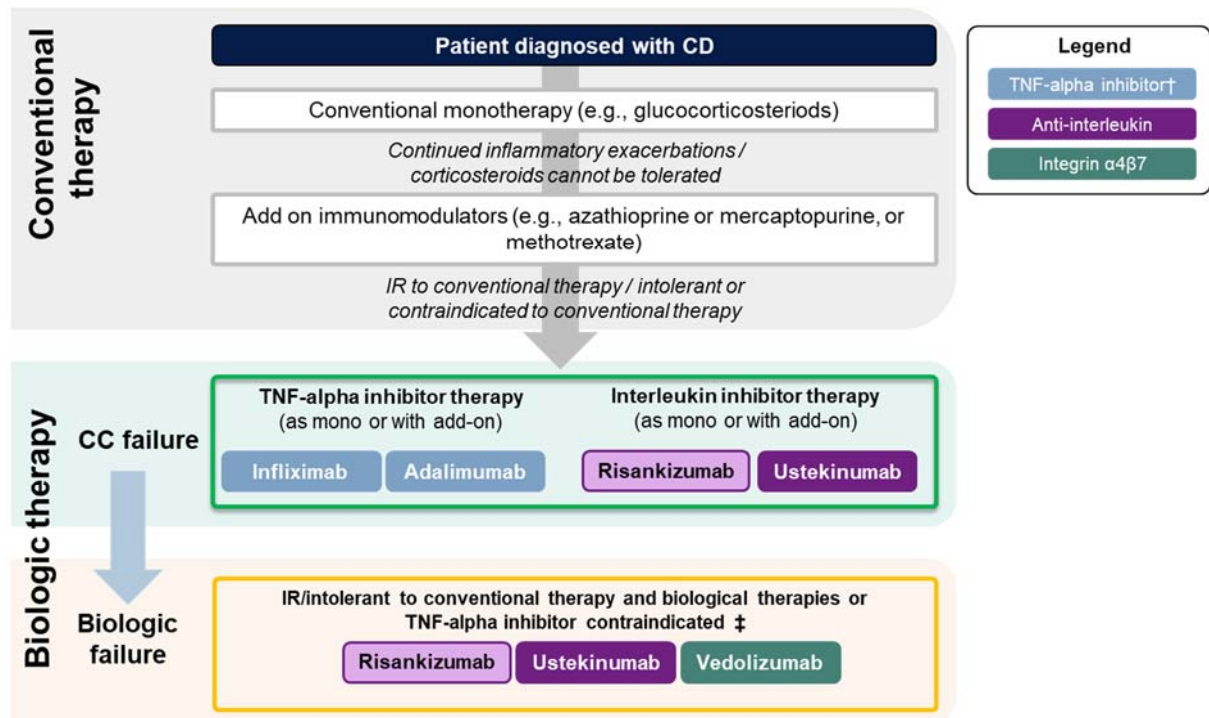 Conventional
therapy
Patient diagnosed with CD
Conventional monotherapy (e.g., glucocorticosteriods)
Continued inflammatory exacerbations /
corticosteroids cannot be tolerated
Add on immunomodulators (e.g., azathioprine or mercaptopurine, or
methotrexate)
IR to conventional therapy / intolerant or
contraindicated to conventional therapy
Legend
TNF-alpha inhibitor†
Anti-interleukin
Integrin α4β7
Biologic therapy
CC failure
TNF-alpha inhibitor therapy
(as mono or with add-on)
Infliximab
Adalimumab
Interleukin inhibitor therapy
(as mono or with add-on)
Risankizumab
Ustekinumab
Biologic
failure
IR/intolerant to conventional therapy and biological therapies or
TNF-alpha inhibitor contraindicated ‡
Risankizumab
Ustekinumab
Vedolizumab